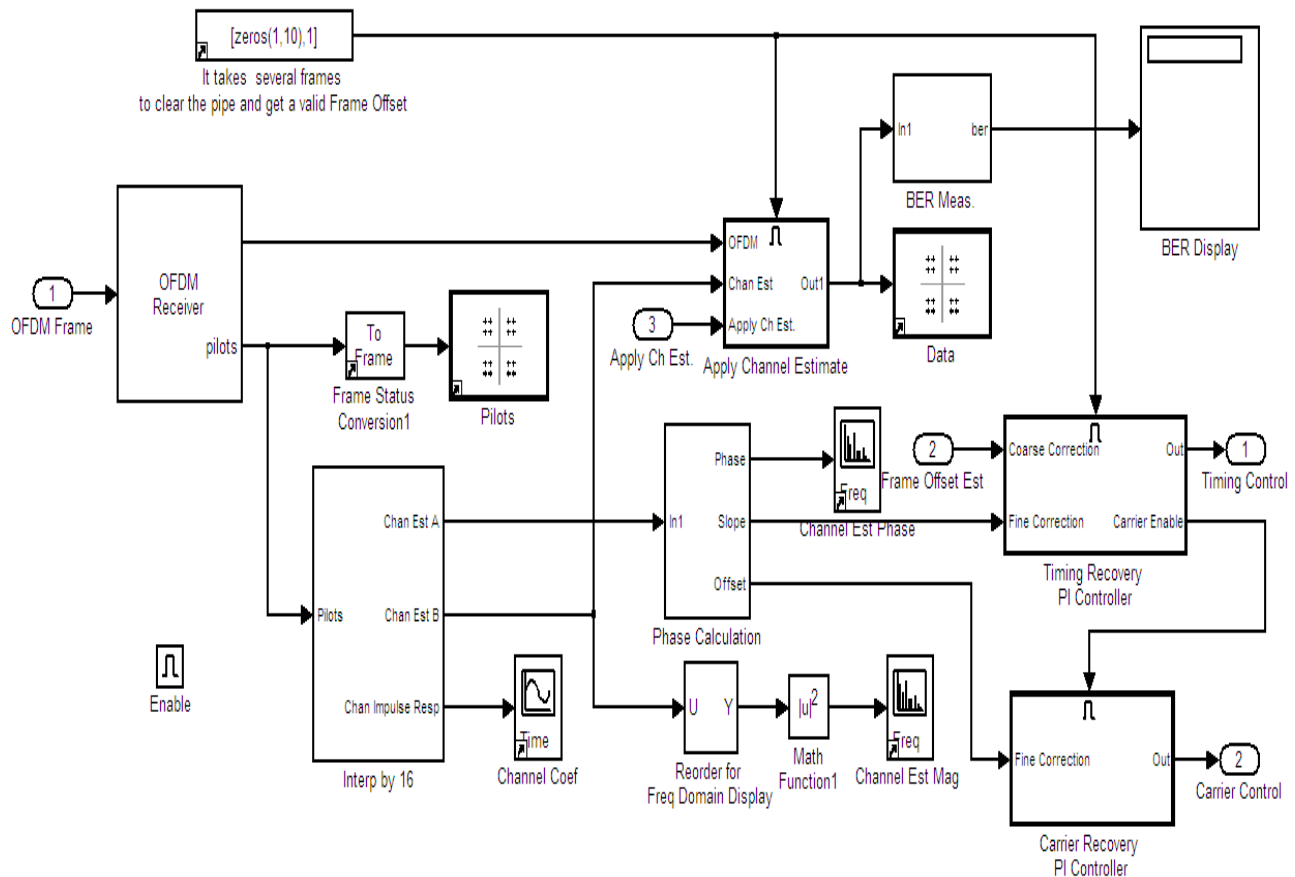 [zeros(1,10),1]
It takes several frames
to clear the pipe and get a valid Frame Offset
In1
ber
BER Meas.
BER Display
OFDM
Receiver
pilots
1
OFDM Frame
To
Frame
Frame Status
Conversion1
Pilots
OFDM
Chan Est
Apply Ch Est.
Out1
Apply Channel Estimate
3
Apply Ch Est.
Data
Phase
In1
Slope
Offset
Phase Calculation
Freq
Channel Est Phase
2
Frame Offset Est
Coarse Correction
Out
Fine Correction
Carrier Enable
Timing Recovery
PI Controller
1
Timing Control
Chan Est A
Pilots
Chan Est B
Chan Impulse Resp
Interp by 16
Enable
Time
Channel Coef
U
Y
Reorder for
Freq Domain Display
|u|²
Math
Function1
Freq
Channel Est Mag
Fine Correction
Out
Carrier Recovery
PI Controller
2
Carrier Control